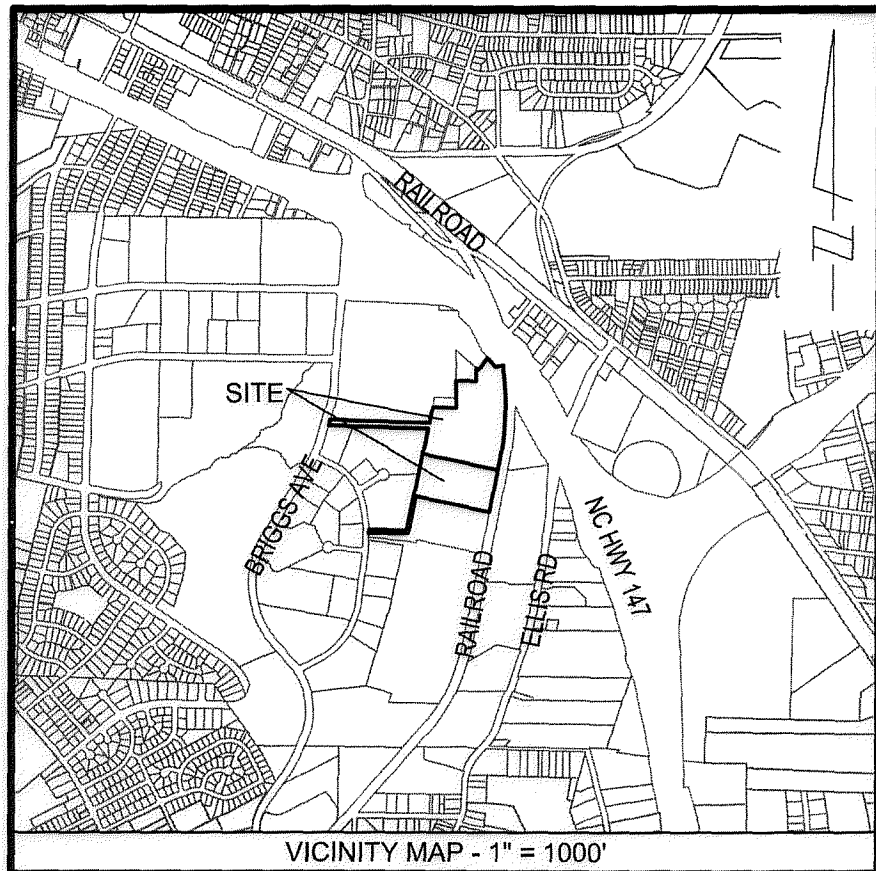 RAILROAD
SITE
BRIGGS AVE
NC HWY 147
RAILROAD
ELLIS RD
N
VICINITY MAP - 1" = 1000'